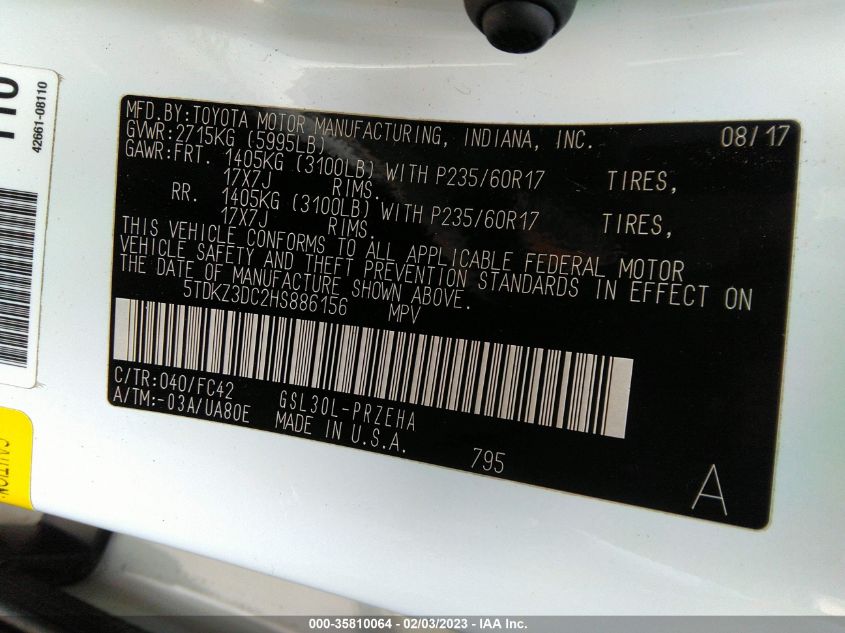 110
42661-08110
MFD.BY:TOYOTA MOTOR MANUFACTURING, INDIANA, INC. 08/17
GVWR:2715KG (5995LB)
GAWR:FRT. 1405KG (3100LB) WITH P235/60R17 TIRES,
17X7J RIMS.
RR. 1405KG (3100LB) WITH P235/60R17 TIRES,
17X7J RIMS.
THIS VEHICLE CONFORMS TO ALL APPLICABLE FEDERAL MOTOR
VEHICLE SAFETY AND THEFT PREVENTION STANDARDS IN EFFECT ON
THE DATE OF MANUFACTURE SHOWN ABOVE.
5TDKZ3DC2HS886156 MPV
C/TR:040/FC42 GSL30L-PRZEHA
A/TM:-03A/UA80E MADE IN U.S.A.
795
A
000-35810064 / 02/03/2023 - IAA Inc.